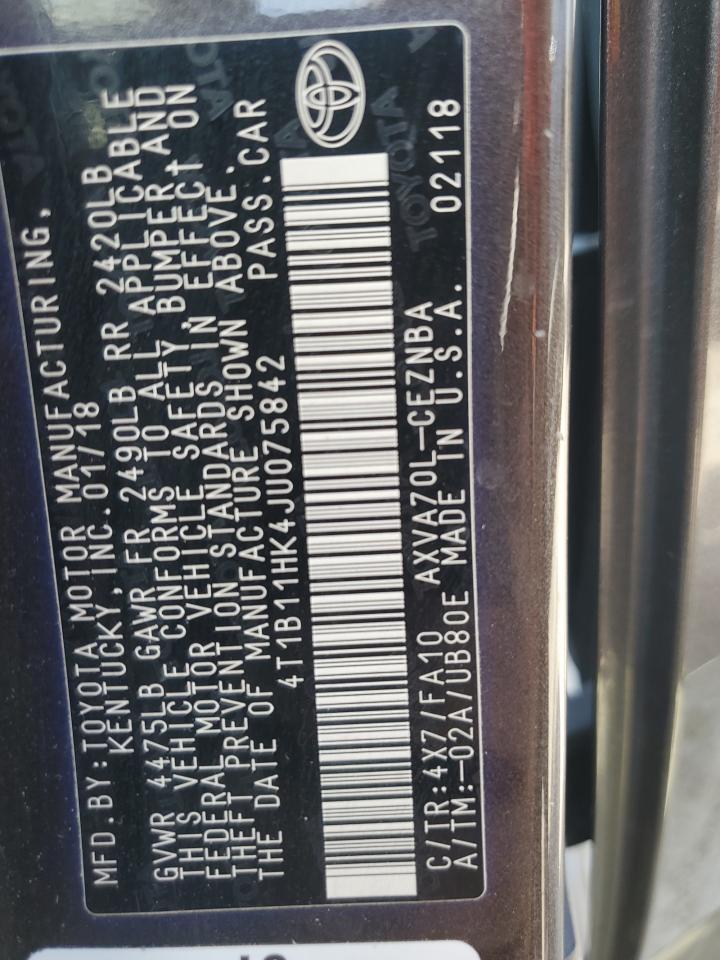 MFD.BY:TOYOTA MOTOR MANUFACTURING,
KENTUCKY,INC.01/18
GVWR 4475LB GAWR FR 2490LB RR 2420LB
THIS VEHICLE CONFORMS TO ALL APPLICABLE
FEDERAL MOTOR VEHICLE SAFETY,BUMPER AND
THEFT PREVENTION STANDARDS IN EFFECT ON
THE DATE OF MANUFACTURE SHOWN ABOVE.
4T1B11HK4JU075842 PASS.CAR
C/TR:4X7/FA10 AXVA70L-CEZNBA
A/TM:-02A/UB80E MADE IN U.S.A. 02118